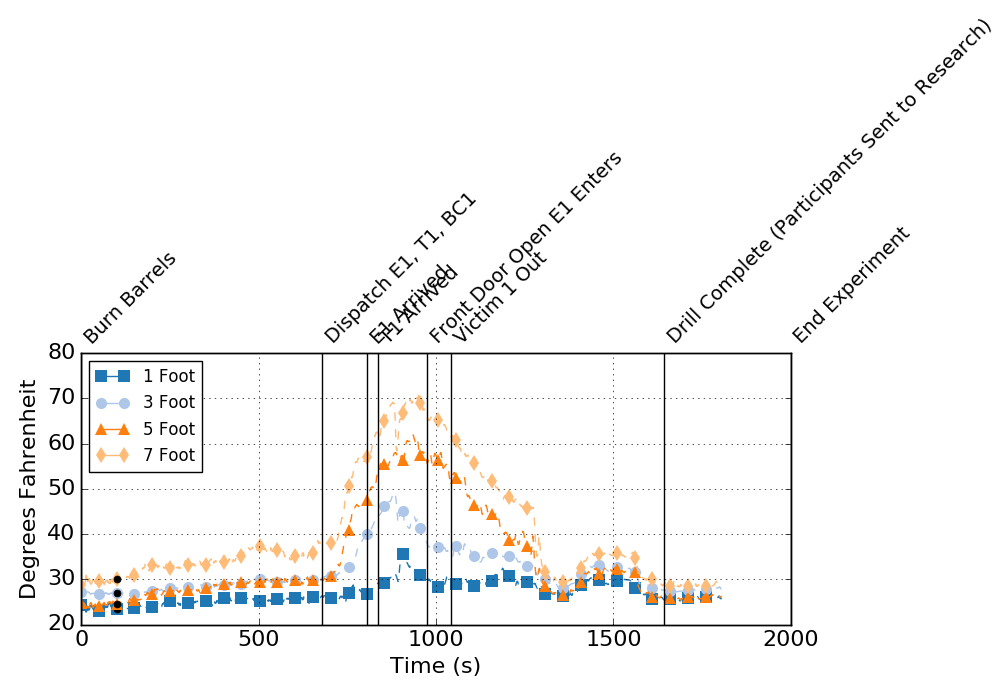 Burn Barrels
Dispatch E1, T1, BC1
E1 Arrived
T1 Arrived
Front Door Open E1 Enters
Victim 1 Out
Drill Complete (Participants Sent to Research)
End Experiment
80
70
60
50
40
30
20
Degrees Fahrenheit
1 Foot
3 Foot
5 Foot
7 Foot
0 500 1000 1500 2000
Time (s)